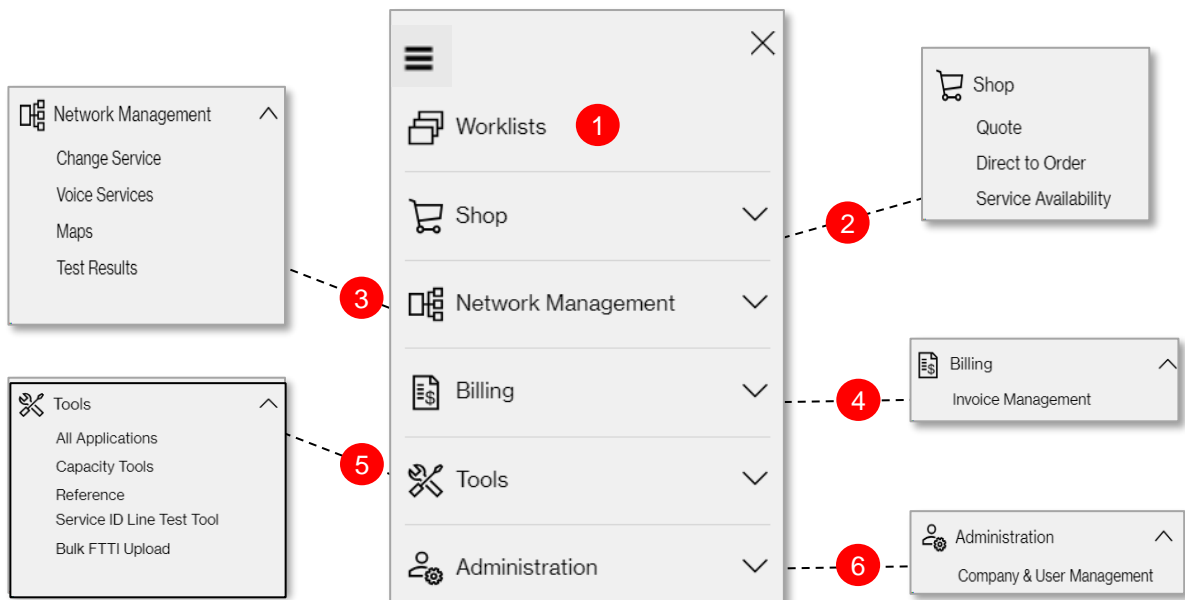 Network Management
Change Service
Voice Services
Maps
Test Results
3
Tools
All Applications
Capacity Tools
Reference
Service ID Line Test Tool
Bulk FTTI Upload
5
Worklists
1
Shop
Network Management
Billing
Tools
Administration
2
Shop
Quote
Direct to Order
Service Availability
4
Billing
Invoice Management
6
Administration
Company & User Management